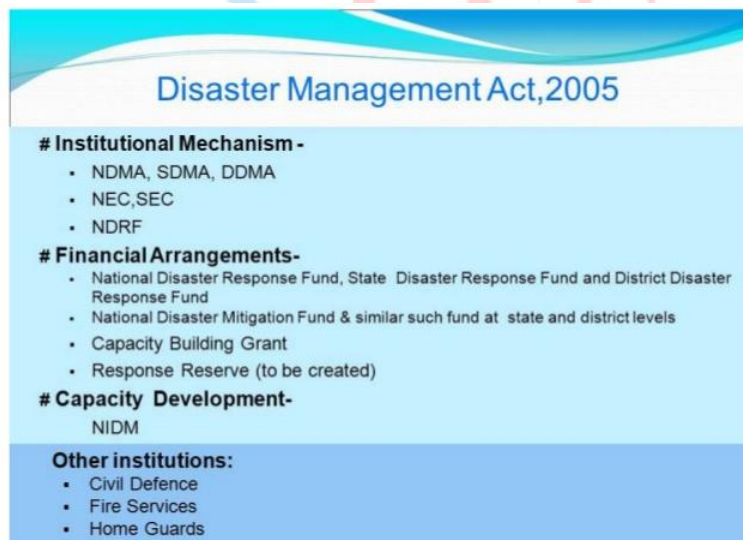 Disaster Management Act,2005
# Institutional Mechanism -
▪ NDMA, SDMA, DDMA
▪ NEC,SEC
▪ NDRF
# Financial Arrangements-
▪ National Disaster Response Fund, State Disaster Response Fund and District Disaster
Response Fund
▪ National Disaster Mitigation Fund & similar such fund at state and district levels
▪ Capacity Building Grant
▪ Response Reserve (to be created)
# Capacity Development-
NIDM
Other institutions:
▪ Civil Defence
▪ Fire Services
▪ Home Guards